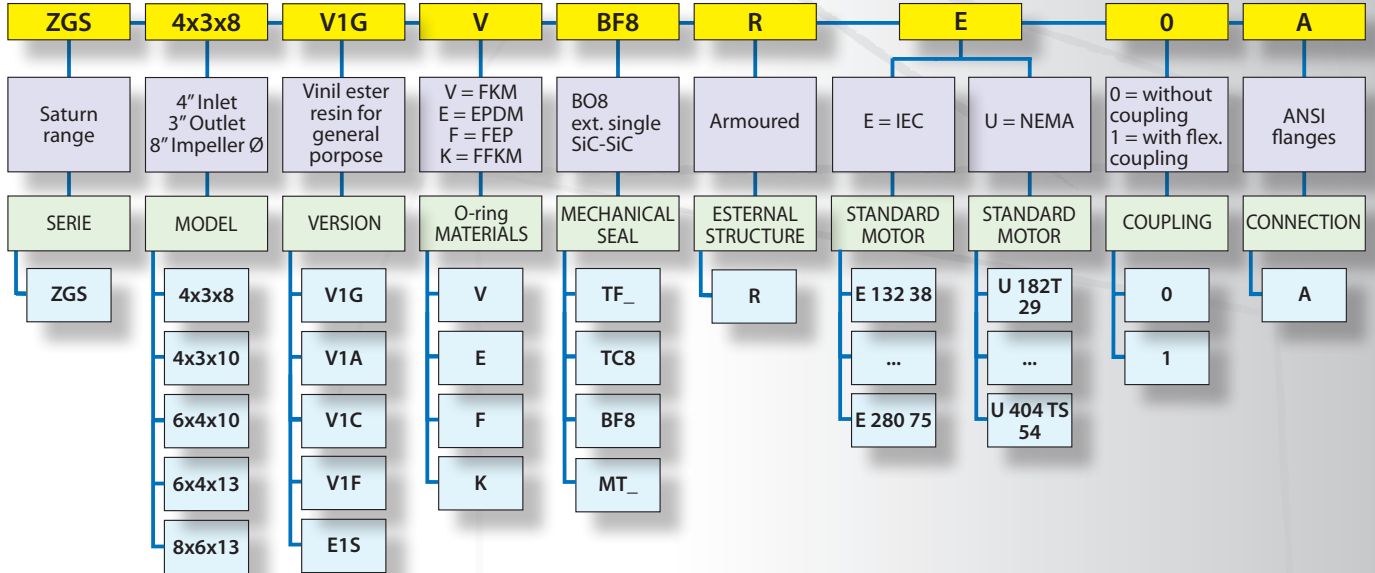 ZGS
4x3x8
V1G
V
BF8
R
E
0
A
Saturn
range
4” Inlet
3” Outlet
8” Impeller Ø
Vinil ester
resin for
general
porpose
V = FKM
E = EPDM
F = FEP
K = FFKM
BO8
ext. single
SiC-SiC
Armoured
E = IEC
U = NEMA
0 = without
coupling
1 = with flex.
coupling
ANSI
flanges
SERIE
MODEL
VERSION
O-ring
MATERIALS
MECHANICAL
SEAL
ESTERNAL
STRUCTURE
STANDARD
MOTOR
STANDARD
MOTOR
COUPLING
CONNECTION
ZGS
4x3x8
V1G
V
TF_
R
E 132 38
U 182T
29
0
A
4x3x10
V1A
E
TC8
...
...
1
6x4x10
V1C
F
BF8
E 280 75
U 404 TS
54
6x4x13
V1F
K
MT_
8x6x13
E1S